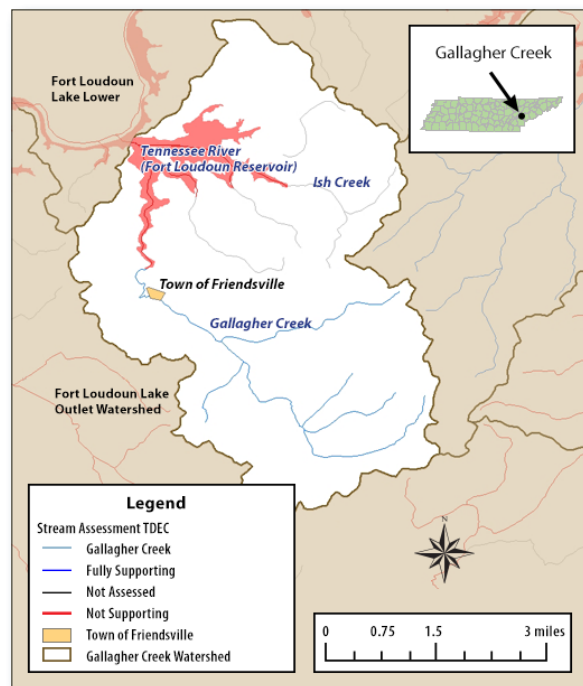 Gallagher Creek
Fort Loudoun
Lake Lower
Tennessee River
(Fort Loudoun Reservoir)
Ish Creek
Town of Friendsville
Gallagher Creek
Fort Loudoun Lake
Outlet Watershed
Legend
Stream Assessment TDEC
Gallagher Creek
Fully Supporting
Not Assessed
Not Supporting
Town of Friendsville
Gallagher Creek Watershed
N
0 0.75 1.5 3 miles